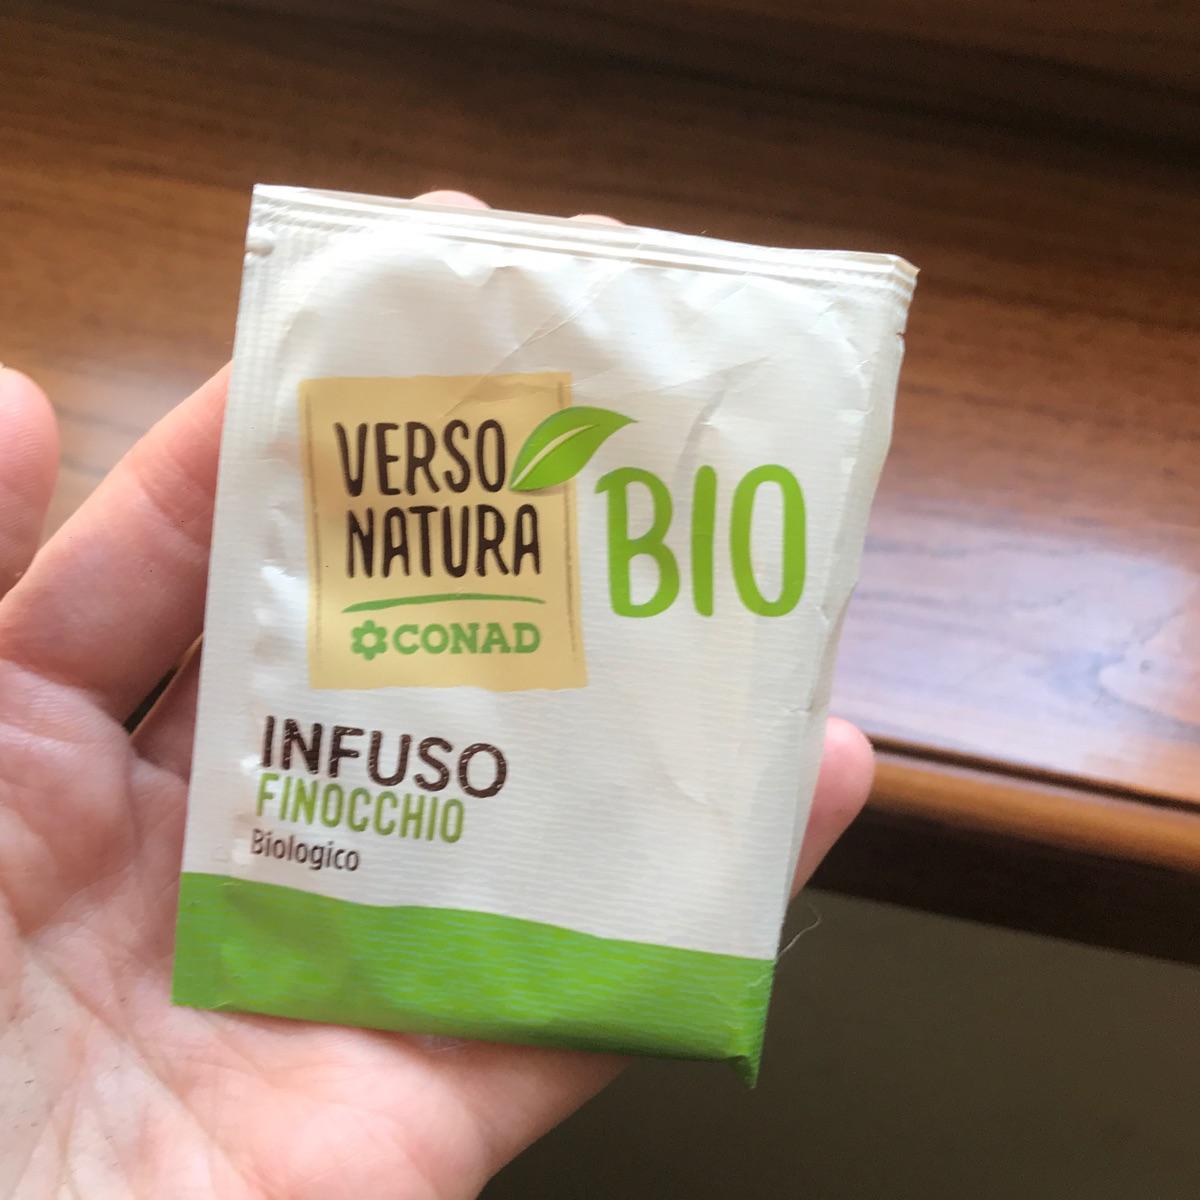 VERSO
NATURA
CONAD
BIO
INFUSO
FINOCCHIO
Biologico